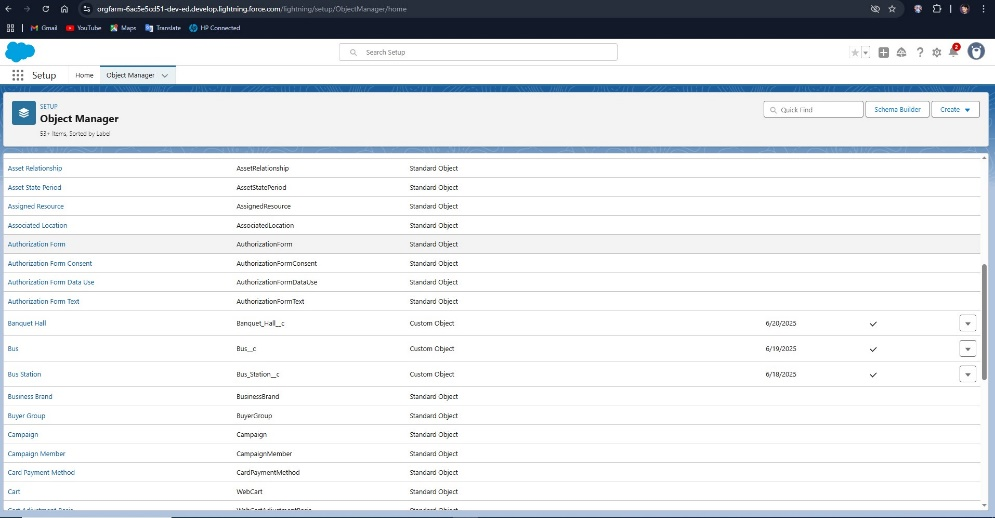 orgfarm-6ac5e5cd51-dev-ed.develop.lightning.force.com/lightning/setup/ObjectManager/home
Gmail YouTube Maps Translate HP Connected
Search Setup
2
Setup Home Object Manager
SETUP
Object Manager
53+ Items, Sorted by Label
Quick Find Schema Builder Create
Asset Relationship AssetRelationship Standard Object
Asset State Period AssetStatePeriod Standard Object
Assigned Resource AssignedResource Standard Object
Associated Location AssociatedLocation Standard Object
Authorization Form AuthorizationForm Standard Object
Authorization Form Consent AuthorizationFormConsent Standard Object
Authorization Form Data Use AuthorizationFormDataUse Standard Object
Authorization Form Text AuthorizationFormText Standard Object
Banquet Hall Banquet_Hall__c Custom Object 6/20/2025
Bus Bus__c Custom Object 6/19/2025
Bus Station Bus_Station__c Custom Object 6/18/2025
Business Brand BusinessBrand Standard Object
Buyer Group BuyerGroup Standard Object
Campaign Campaign Standard Object
Campaign Member CampaignMember Standard Object
Card Payment Method CardPaymentMethod Standard Object
Cart WebCart Standard Object